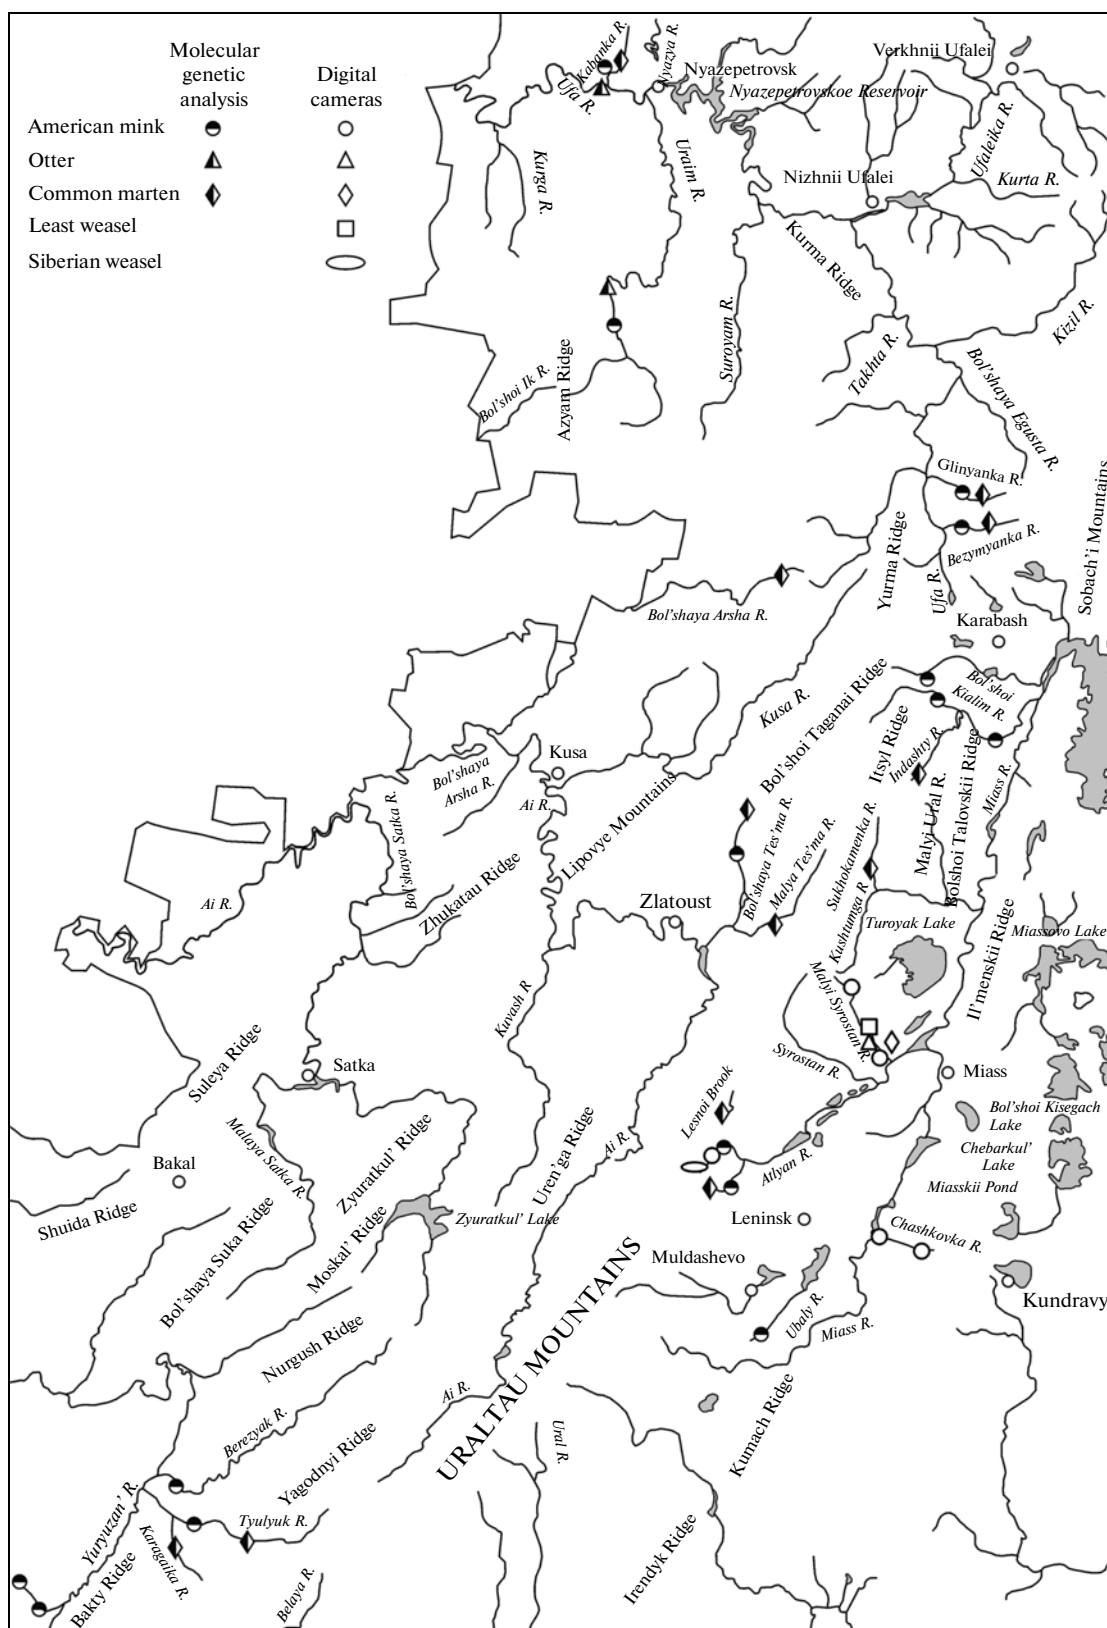 Molecular
genetic
analysis
Digital
cameras
American mink
Otter
Common marten
Least weasel
Siberian weasel
Kabanka R.
Nyazya R.
Ufa R.
Nyazepetrovsk
Nyazepetrovskoe Reservoir
Verkhnii Ufalei
Ufaleika R.
Kurga R.
Uraim R.
Nizhnii Ufalei
Kurta R.
Kurma Ridge
Suroyam R.
Kizil R.
Takhta R.
Bol'shaya Egusta R.
Bol'shoi Ik R.
Azyam Ridge
Glinyanka R.
Bezymyanka R.
Sobach'i Mountains
Yurma Ridge
Ufa R.
Bol'shaya Arsha R.
Karabash
Bol'shoi
Kialim R.
Kusa R.
Bol'shoi Taganai Ridge
Itsyl Ridge
Indashty R.
Malyi Ural R.
Bolshoi Talovskii Ridge
Miass R.
Kusa
Bol'shaya
Arsha R.
Ai R.
Lipovye Mountains
Bol'shaya Satka R.
Zhukatau Ridge
Ai R.
Zlatoust
Bol'shaya Tes'ma R.
Malya Tes'ma R.
Sukhokamenka R.
Kushtumga R.
Turoyak Lake
Il'menskii Ridge
Miassovo Lake
Malyi Syrostan R.
Syrostan R.
Kuvash R.
Suleya Ridge
Satka
Miass
Bol'shoi Kisegach
Lake
Chebarkul'
Lake
Miasskii Pond
Lesnoi Brook
Malaya Satka R.
Bakal
Zyuratkul' Ridge
Uren'ga Ridge
Ai R.
Atlyan R.
Shuida Ridge
Bol'shaya Suka Ridge
Moskal' Ridge
Zyuratkul' Lake
Leninsk
Chashkovka R.
Muldashevo
Kundravy
Ubaly R.
Miass R.
Nurgush Ridge
URALTAU MOUNTAINS
Ai R.
Kumach Ridge
Berezyak R.
Yagodnyi Ridge
Ural R.
Yuryuzan' R.
Tyulyuk R.
Karagaika R.
Bakty Ridge
Belaya R.
Irendyk Ridge